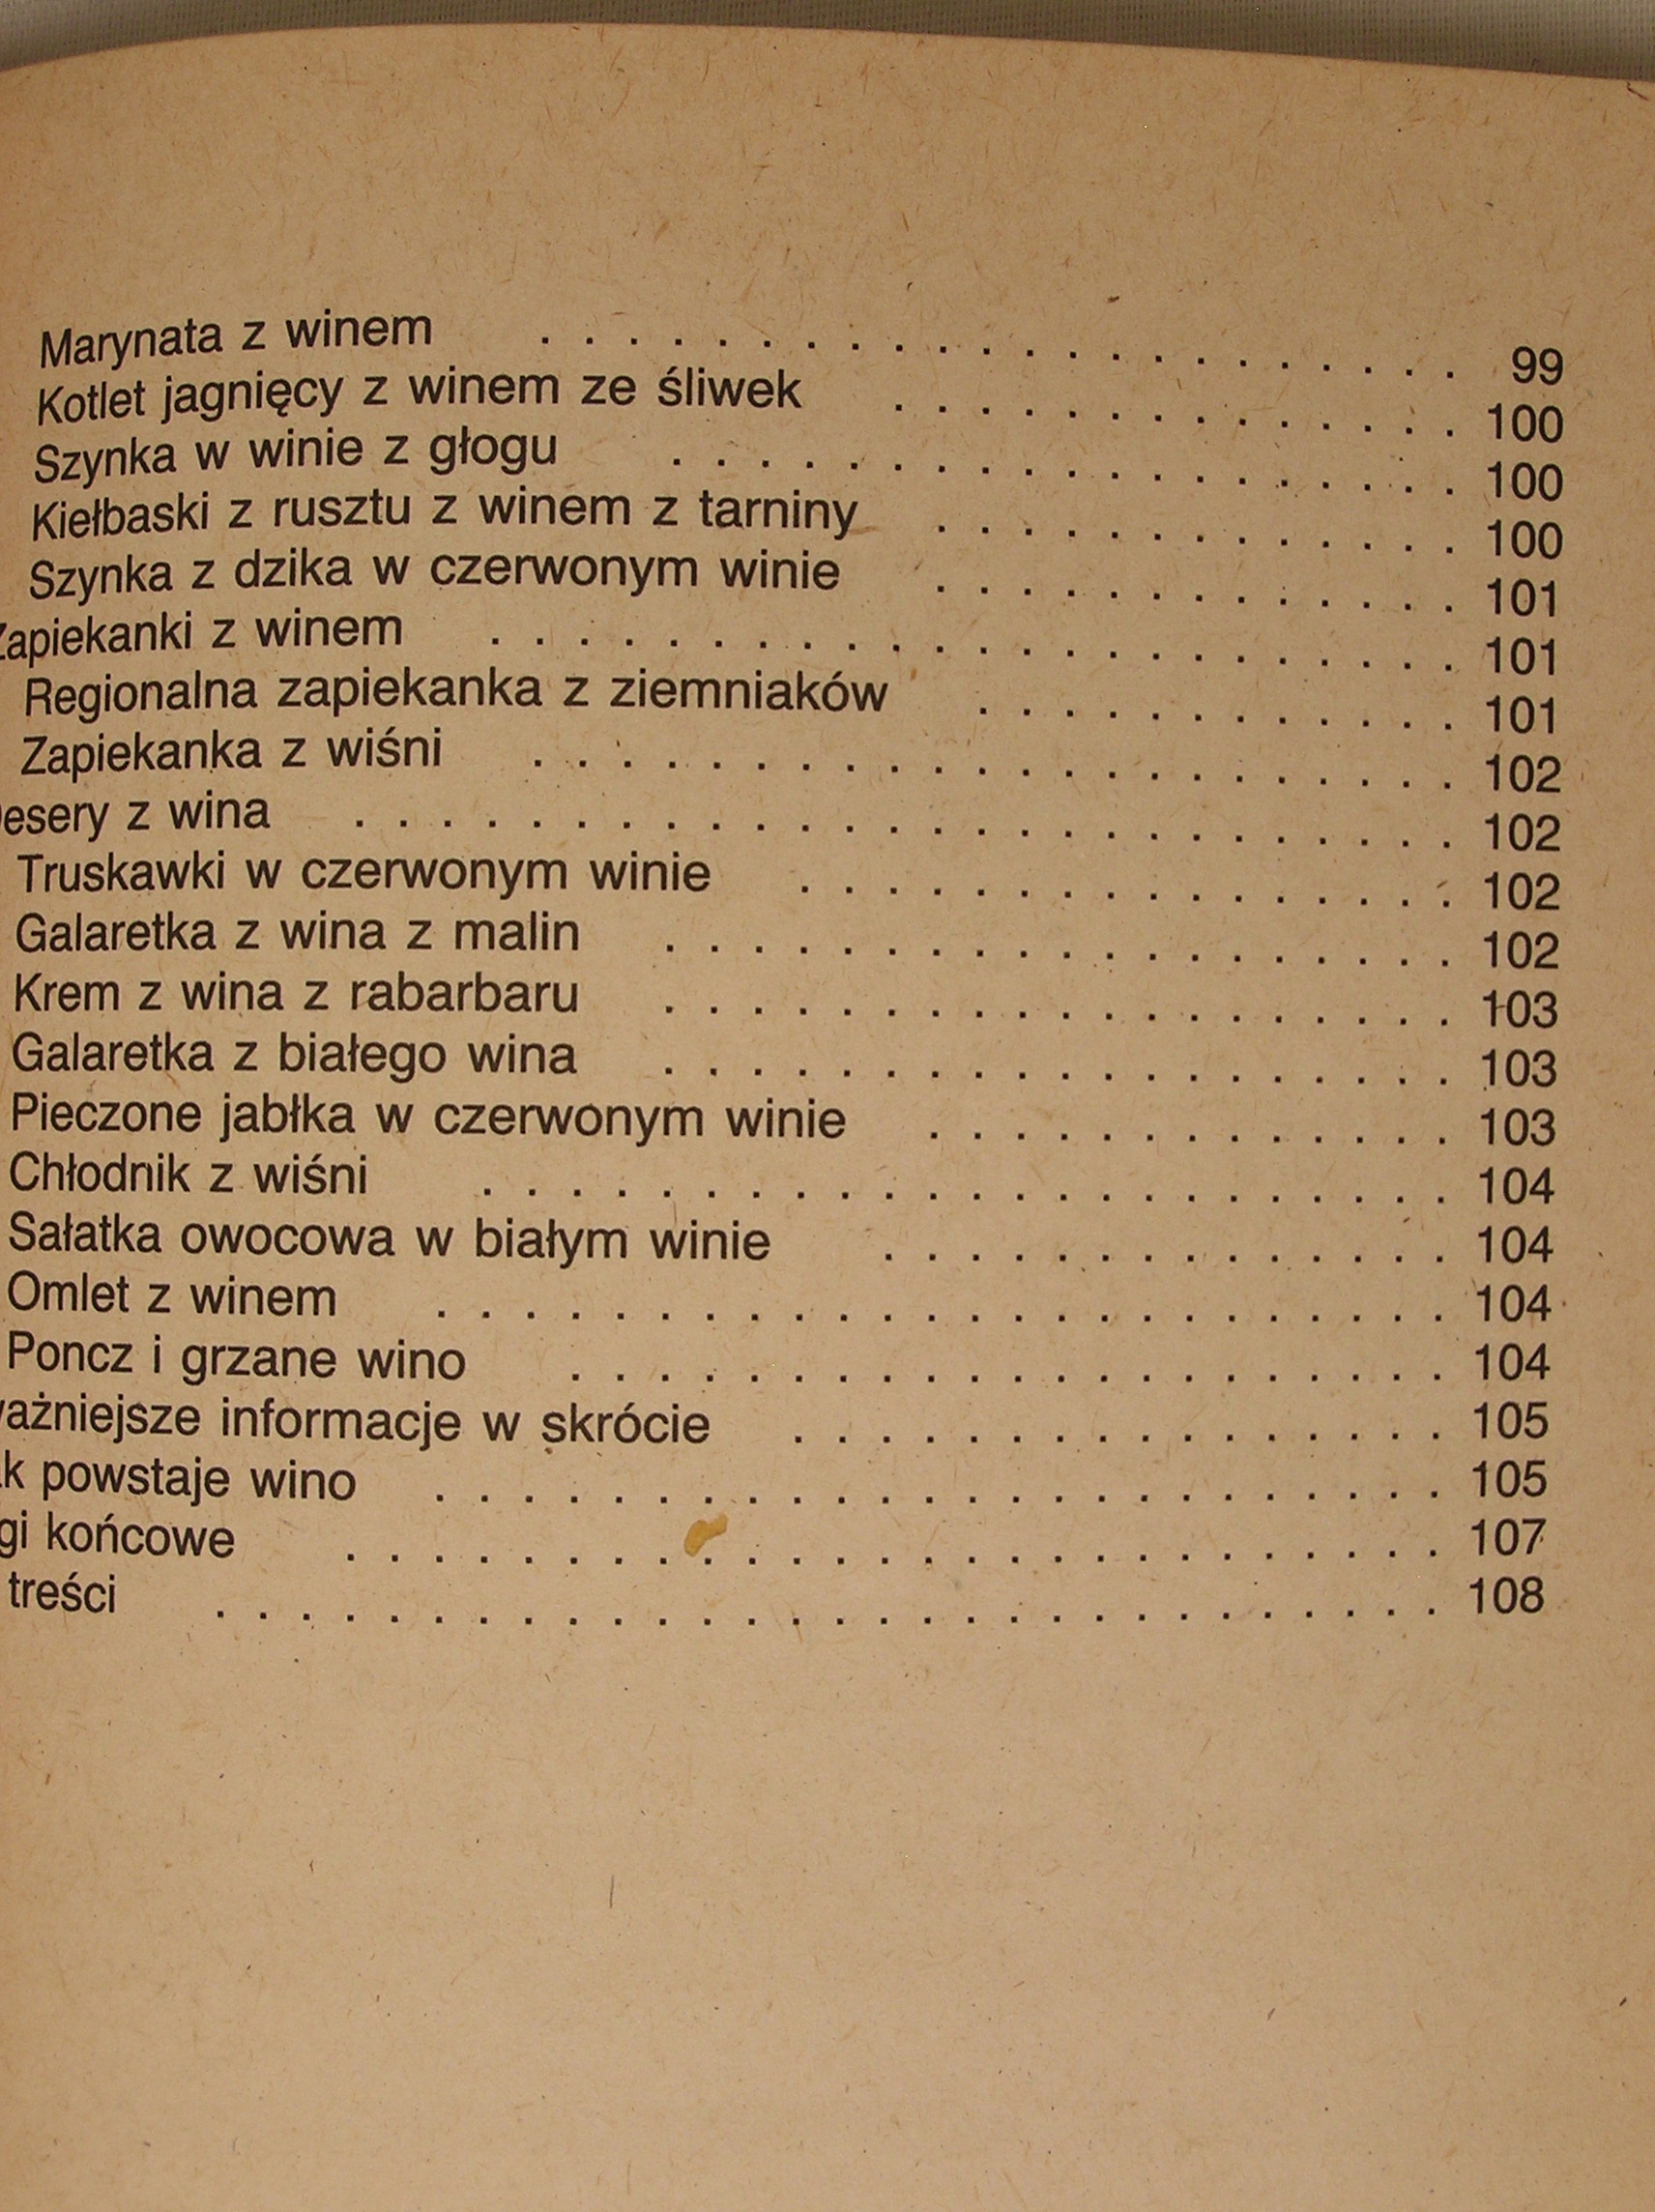 Marynata z winem . . . . . . . . . . . . . . . . . . . . . 99
Kotlet jagnięcy z winem ze śliwek . . . . . . . . . . . . . 100
Szynka w winie z głogu . . . . . . . . . . . . . . . . . . 100
Kiełbaski z rusztu z winem z tarniny . . . . . . . . . . . . 100
Szynka z dzika w czerwonym winie . . . . . . . . . . . . 101
Zapiekanki z winem . . . . . . . . . . . . . . . . . . . . . . 101
Regionalna zapiekanka z ziemniaków . . . . . . . . . . . 101
Zapiekanka z wiśni . . . . . . . . . . . . . . . . . . . . . 102
esery z wina . . . . . . . . . . . . . . . . . . . . . . . . . 102
Truskawki w czerwonym winie . . . . . . . . . . . . . . . 102
Galaretka z wina z malin . . . . . . . . . . . . . . . . . . 102
Krem z wina z rabarbaru . . . . . . . . . . . . . . . . . . 103
Galaretka z białego wina . . . . . . . . . . . . . . . . . . 103
Pieczone jabłka w czerwonym winie . . . . . . . . . . . . 103
Chłodnik z wiśni . . . . . . . . . . . . . . . . . . . . . . 104
Sałatka owocowa w białym winie . . . . . . . . . . . . . 104
Omlet z winem . . . . . . . . . . . . . . . . . . . . . . . 104
Poncz i grzane wino . . . . . . . . . . . . . . . . . . . . 104
ważniejsze informacje w skrócie . . . . . . . . . . . . . . . 105
k powstaje wino . . . . . . . . . . . . . . . . . . . . . . . 105
gi końcowe . . . . . . . . . . . . . . . . . . . . . . . . . 107
treści . . . . . . . . . . . . . . . . . . . . . . . . . . . . 108